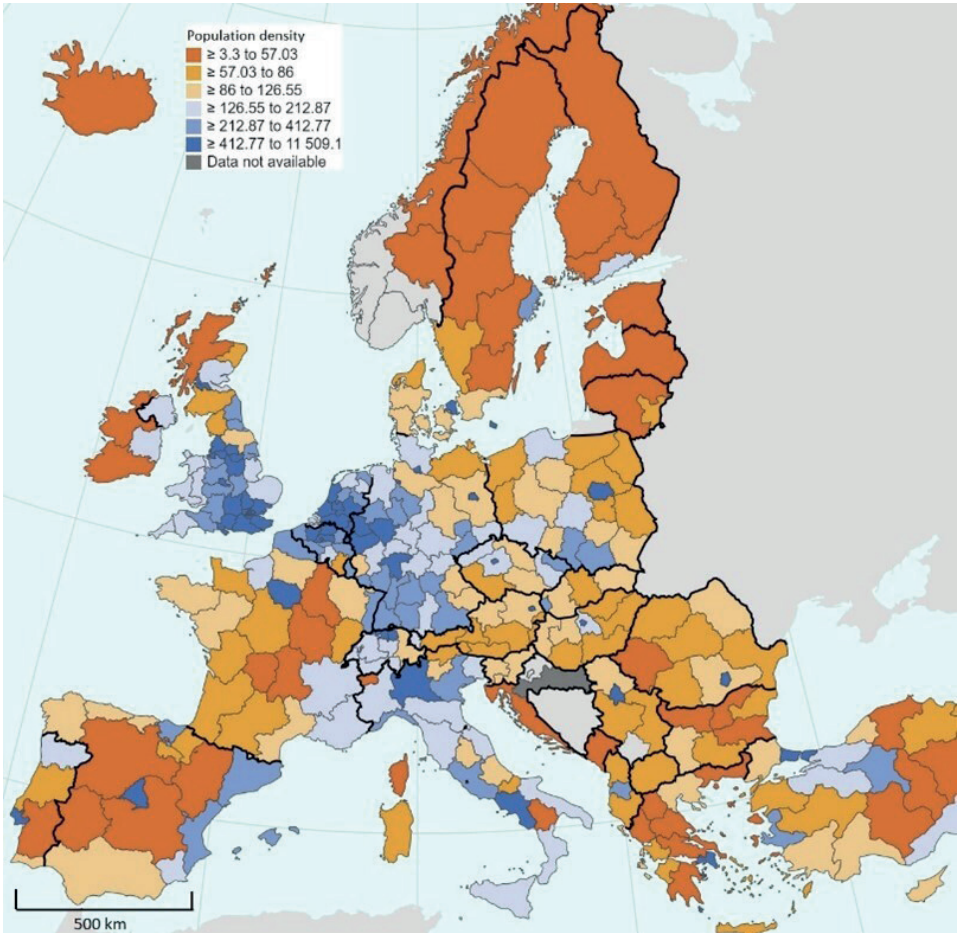 Population density
≥ 3.3 to 57.03
≥ 57.03 to 86
≥ 86 to 126.55
≥ 126.55 to 212.87
≥ 212.87 to 412.77
≥ 412.77 to 11 509.1
Data not available
500 km